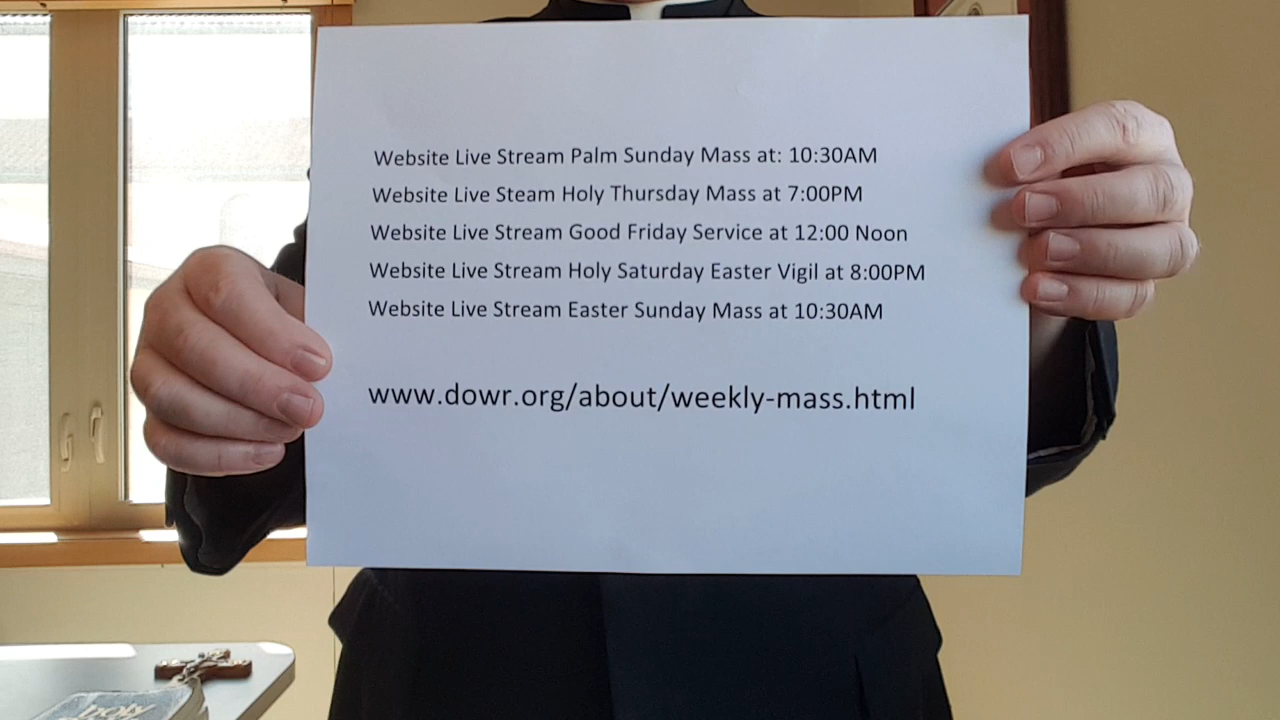 Website Live Stream Palm Sunday Mass at: 10:30AM
Website Live Steam Holy Thursday Mass at 7:00PM
Website Live Stream Good Friday Service at 12:00 Noon
Website Live Stream Holy Saturday Easter Vigil at 8:00PM
Website Live Stream Easter Sunday Mass at 10:30AM
www.dowr.org/about/weekly-mass.html
holy